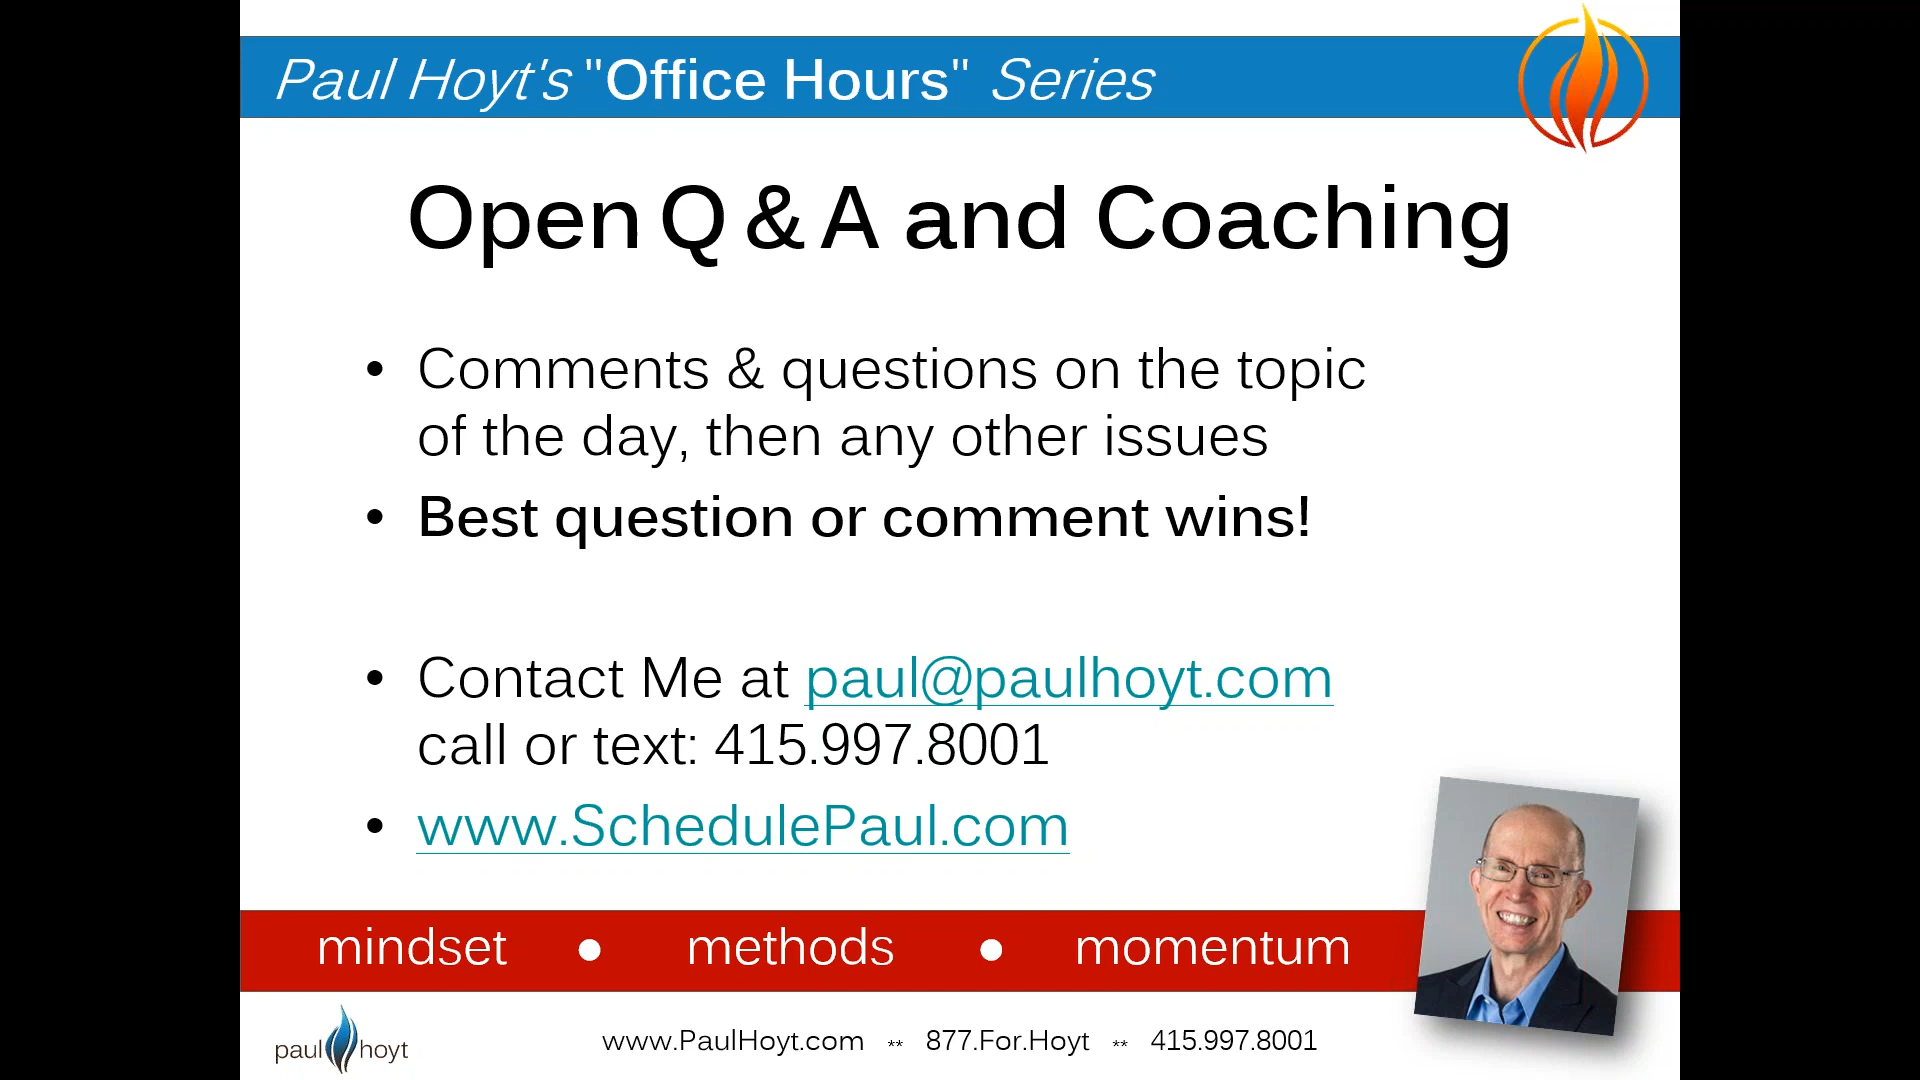 Paul Hoyt's "Office Hours" Series
Open Q & A and Coaching
• Comments & questions on the topic
of the day, then any other issues
• Best question or comment wins!
• Contact Me at paul@paulhoyt.com
call or text: 415.997.8001
• www.SchedulePaul.com
mindset • methods • momentum
paul hoyt
www.PaulHoyt.com ** 877.For.Hoyt ** 415.997.8001